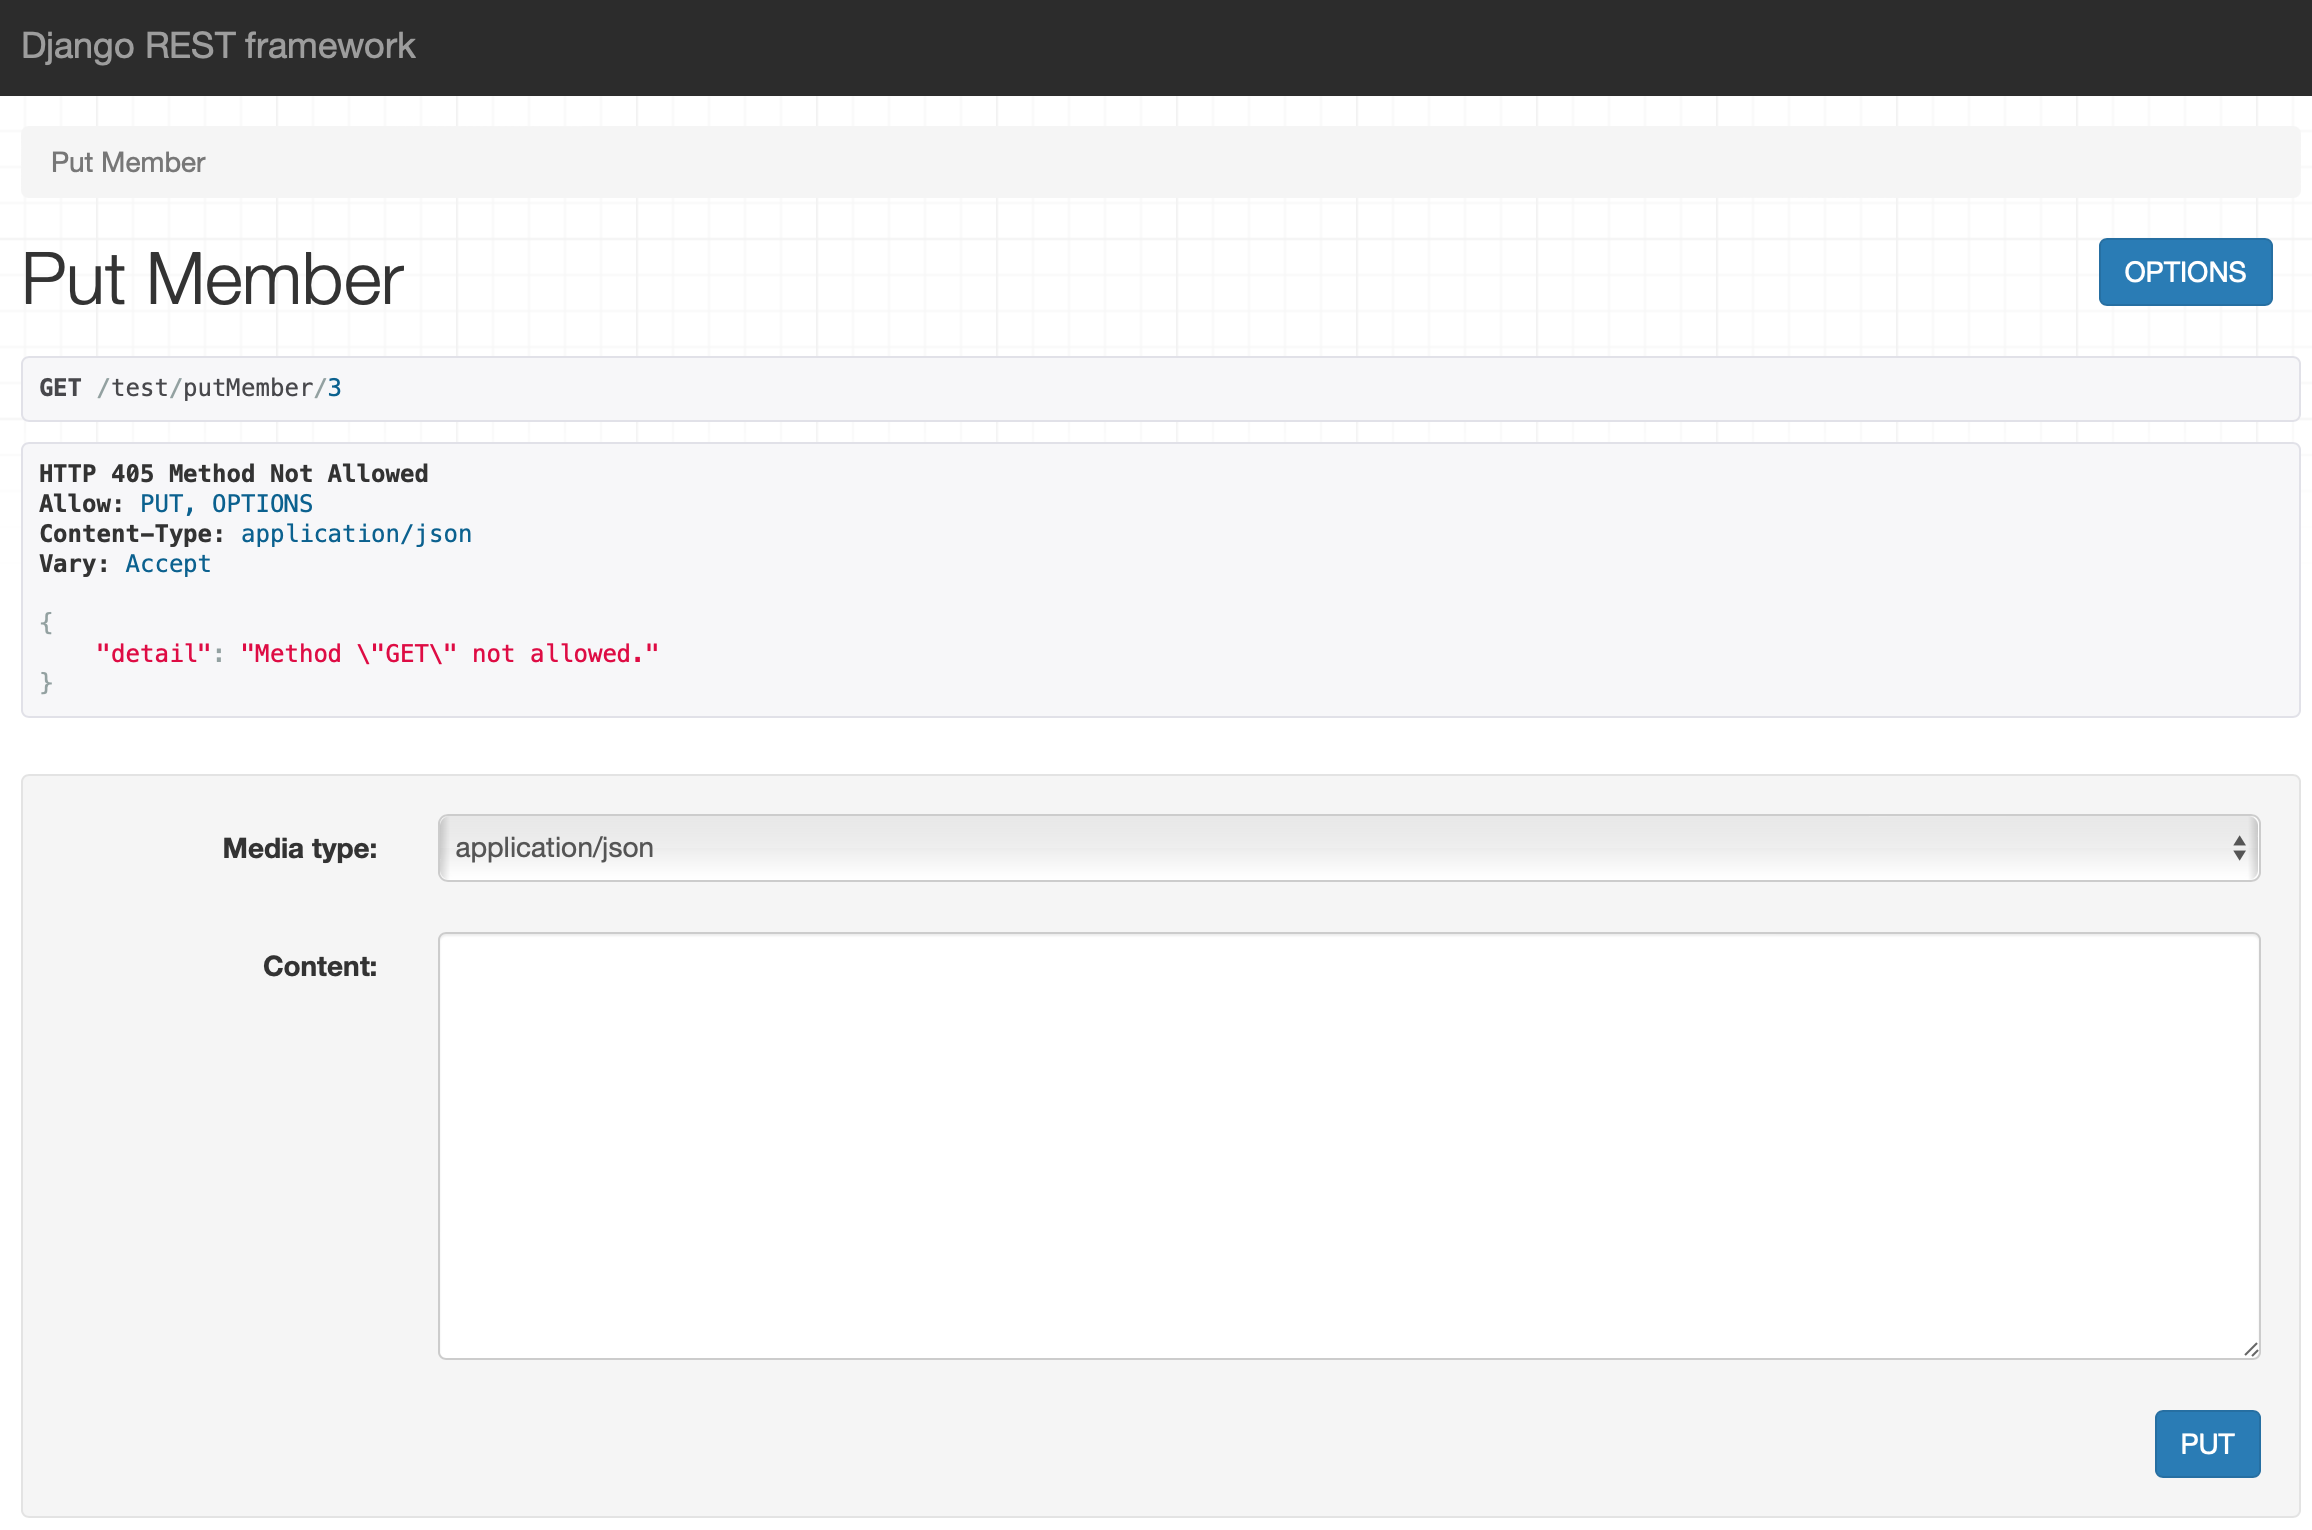 Django REST framework
Put Member
Put Member
OPTIONS
GET /test/putMember/3
HTTP 405 Method Not Allowed
Allow: PUT, OPTIONS
Content-Type: application/json
Vary: Accept
{
    "detail": "Method \"GET\" not allowed."
}
Media type:
application/json
Content:
PUT